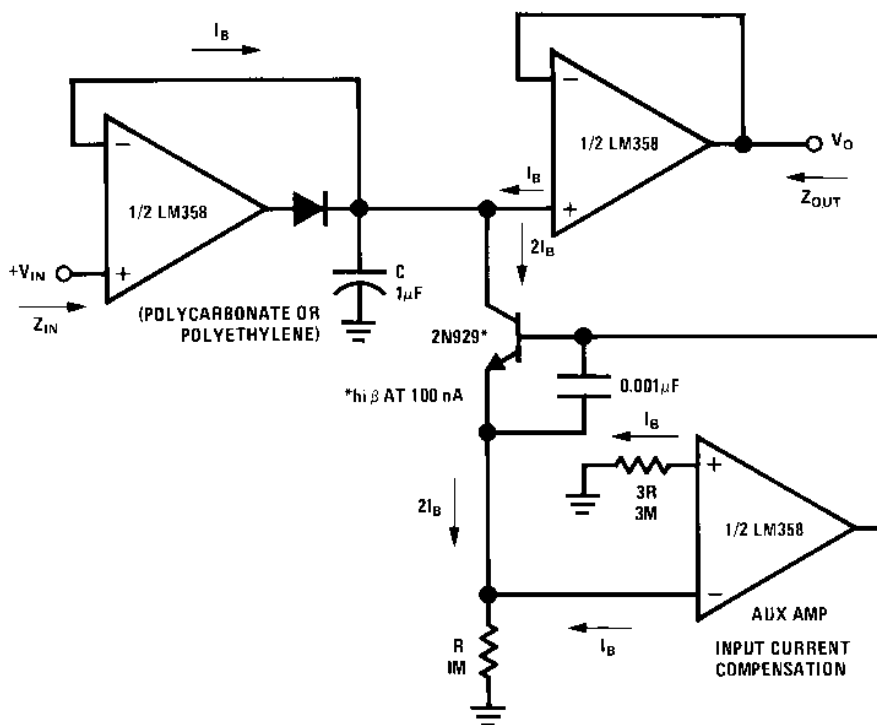 I_B
1/2 LM358
−
+
+V_IN
Z_IN
C
1µF
(POLYCARBONATE OR
POLYETHYLENE)
1/2 LM358
−
+
I_B
V_O
Z_OUT
2I_B
2N929*
*hi β AT 100 nA
0.001µF
I_B
3R
3M
+
1/2 LM358
−
2I_B
I_B
R
1M
AUX AMP
INPUT CURRENT
COMPENSATION